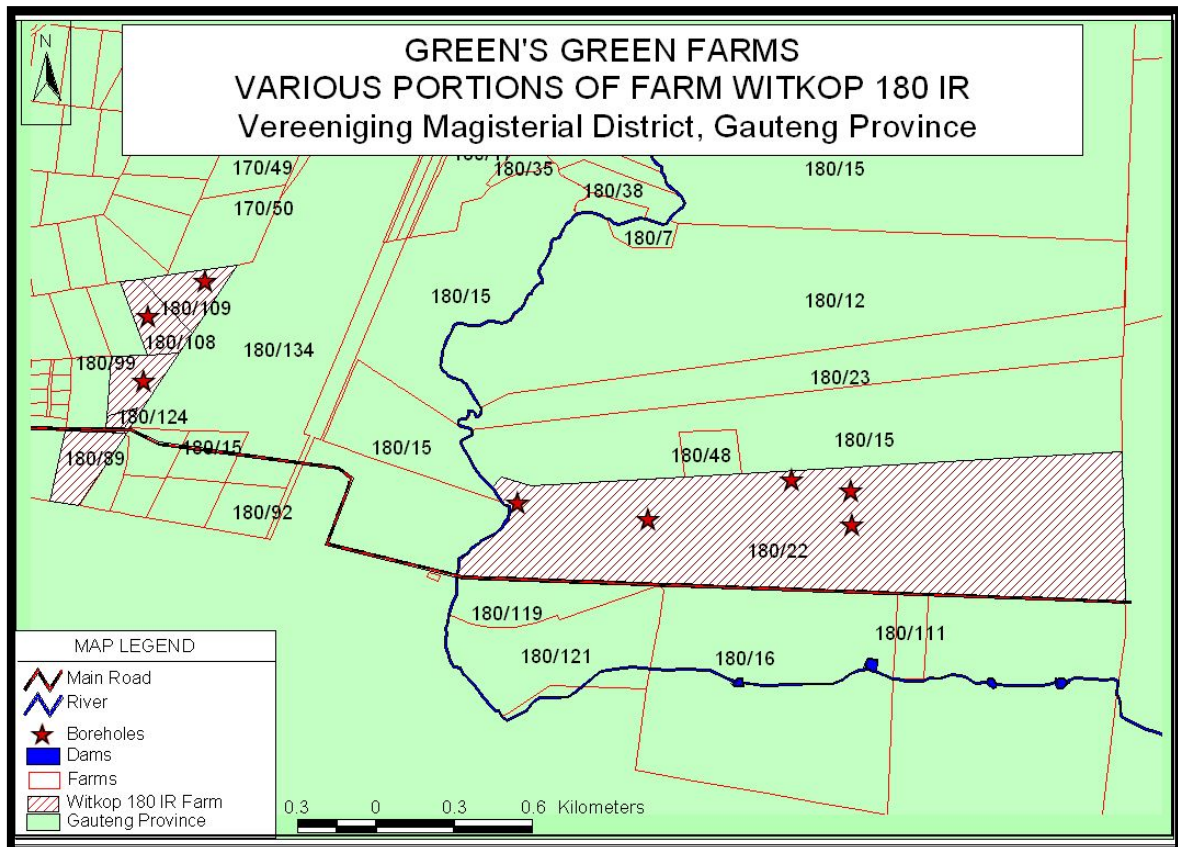 N
GREEN'S GREEN FARMS
VARIOUS PORTIONS OF FARM WITKOP 180 IR
Vereeniging Magisterial District, Gauteng Province
170/49
180/35
180/15
180/38
170/50
180/7
180/15
180/12
180/109
180/108
180/134
180/99
180/23
180/124
180/15
180/15
180/15
180/89
180/48
180/92
180/22
180/119
180/111
180/121
180/16
MAP LEGEND
Main Road
River
Boreholes
Dams
Farms
Witkop 180 IR Farm
Gauteng Province
0.3 0 0.3 0.6 Kilometers